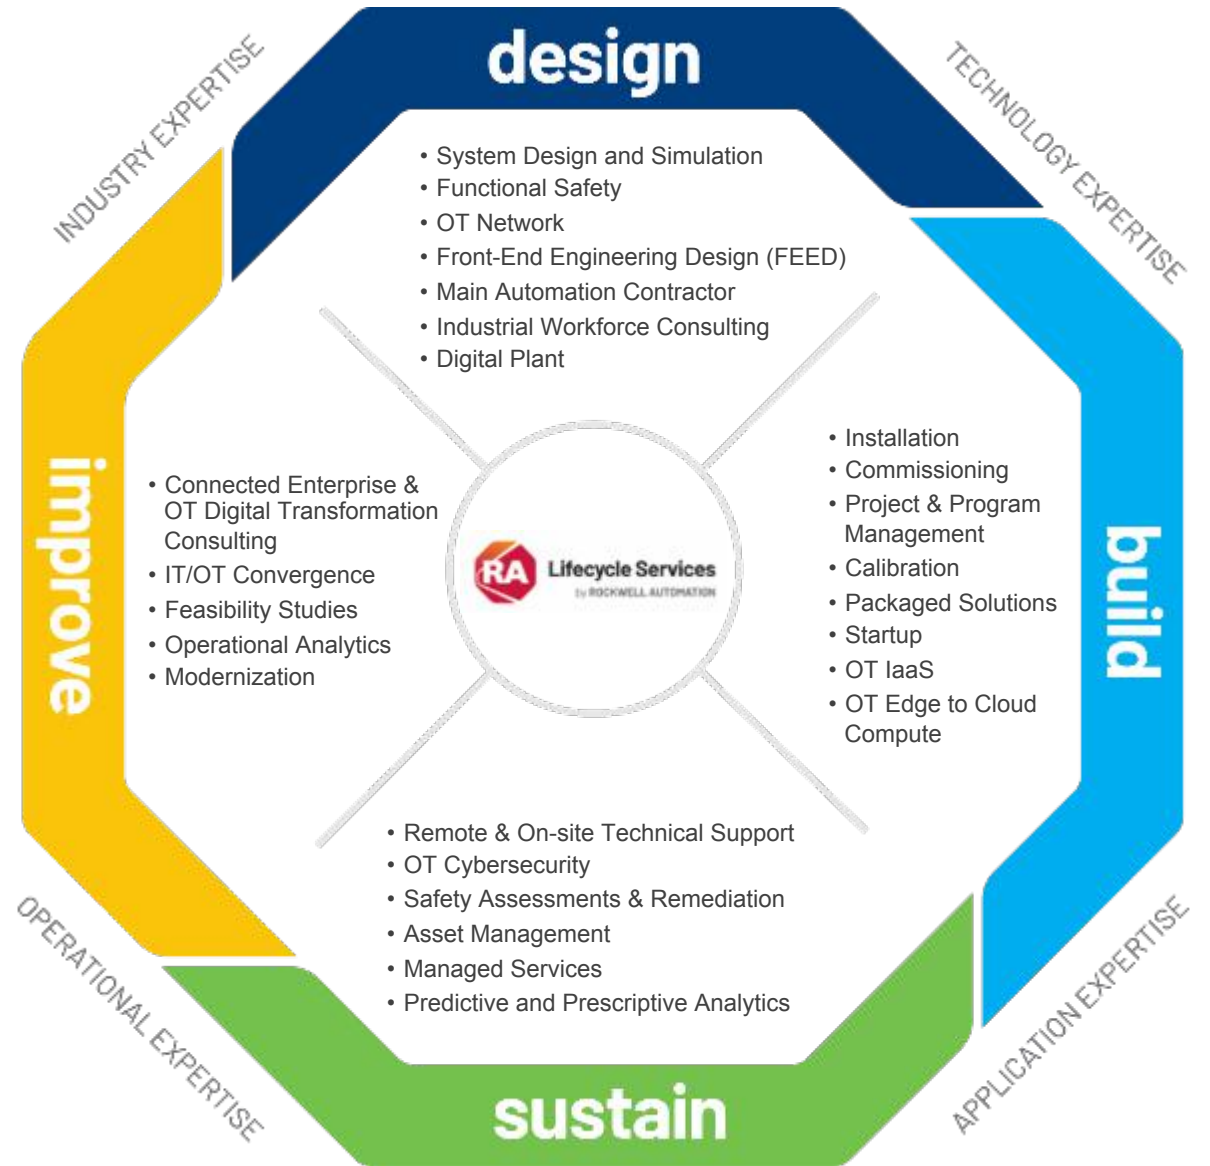 design
INDUSTRY EXPERTISE
TECHNOLOGY EXPERTISE
• System Design and Simulation
• Functional Safety
• OT Network
• Front-End Engineering Design (FEED)
• Main Automation Contractor
• Industrial Workforce Consulting
• Digital Plant
improve
• Connected Enterprise &
OT Digital Transformation
Consulting
• IT/OT Convergence
• Feasibility Studies
• Operational Analytics
• Modernization
RA
Lifecycle Services
by ROCKWELL AUTOMATION
• Installation
• Commissioning
• Project & Program
Management
• Calibration
• Packaged Solutions
• Startup
• OT IaaS
• OT Edge to Cloud
Compute
build
• Remote & On-site Technical Support
• OT Cybersecurity
• Safety Assessments & Remediation
• Asset Management
• Managed Services
• Predictive and Prescriptive Analytics
OPERATIONAL EXPERTISE
APPLICATION EXPERTISE
sustain